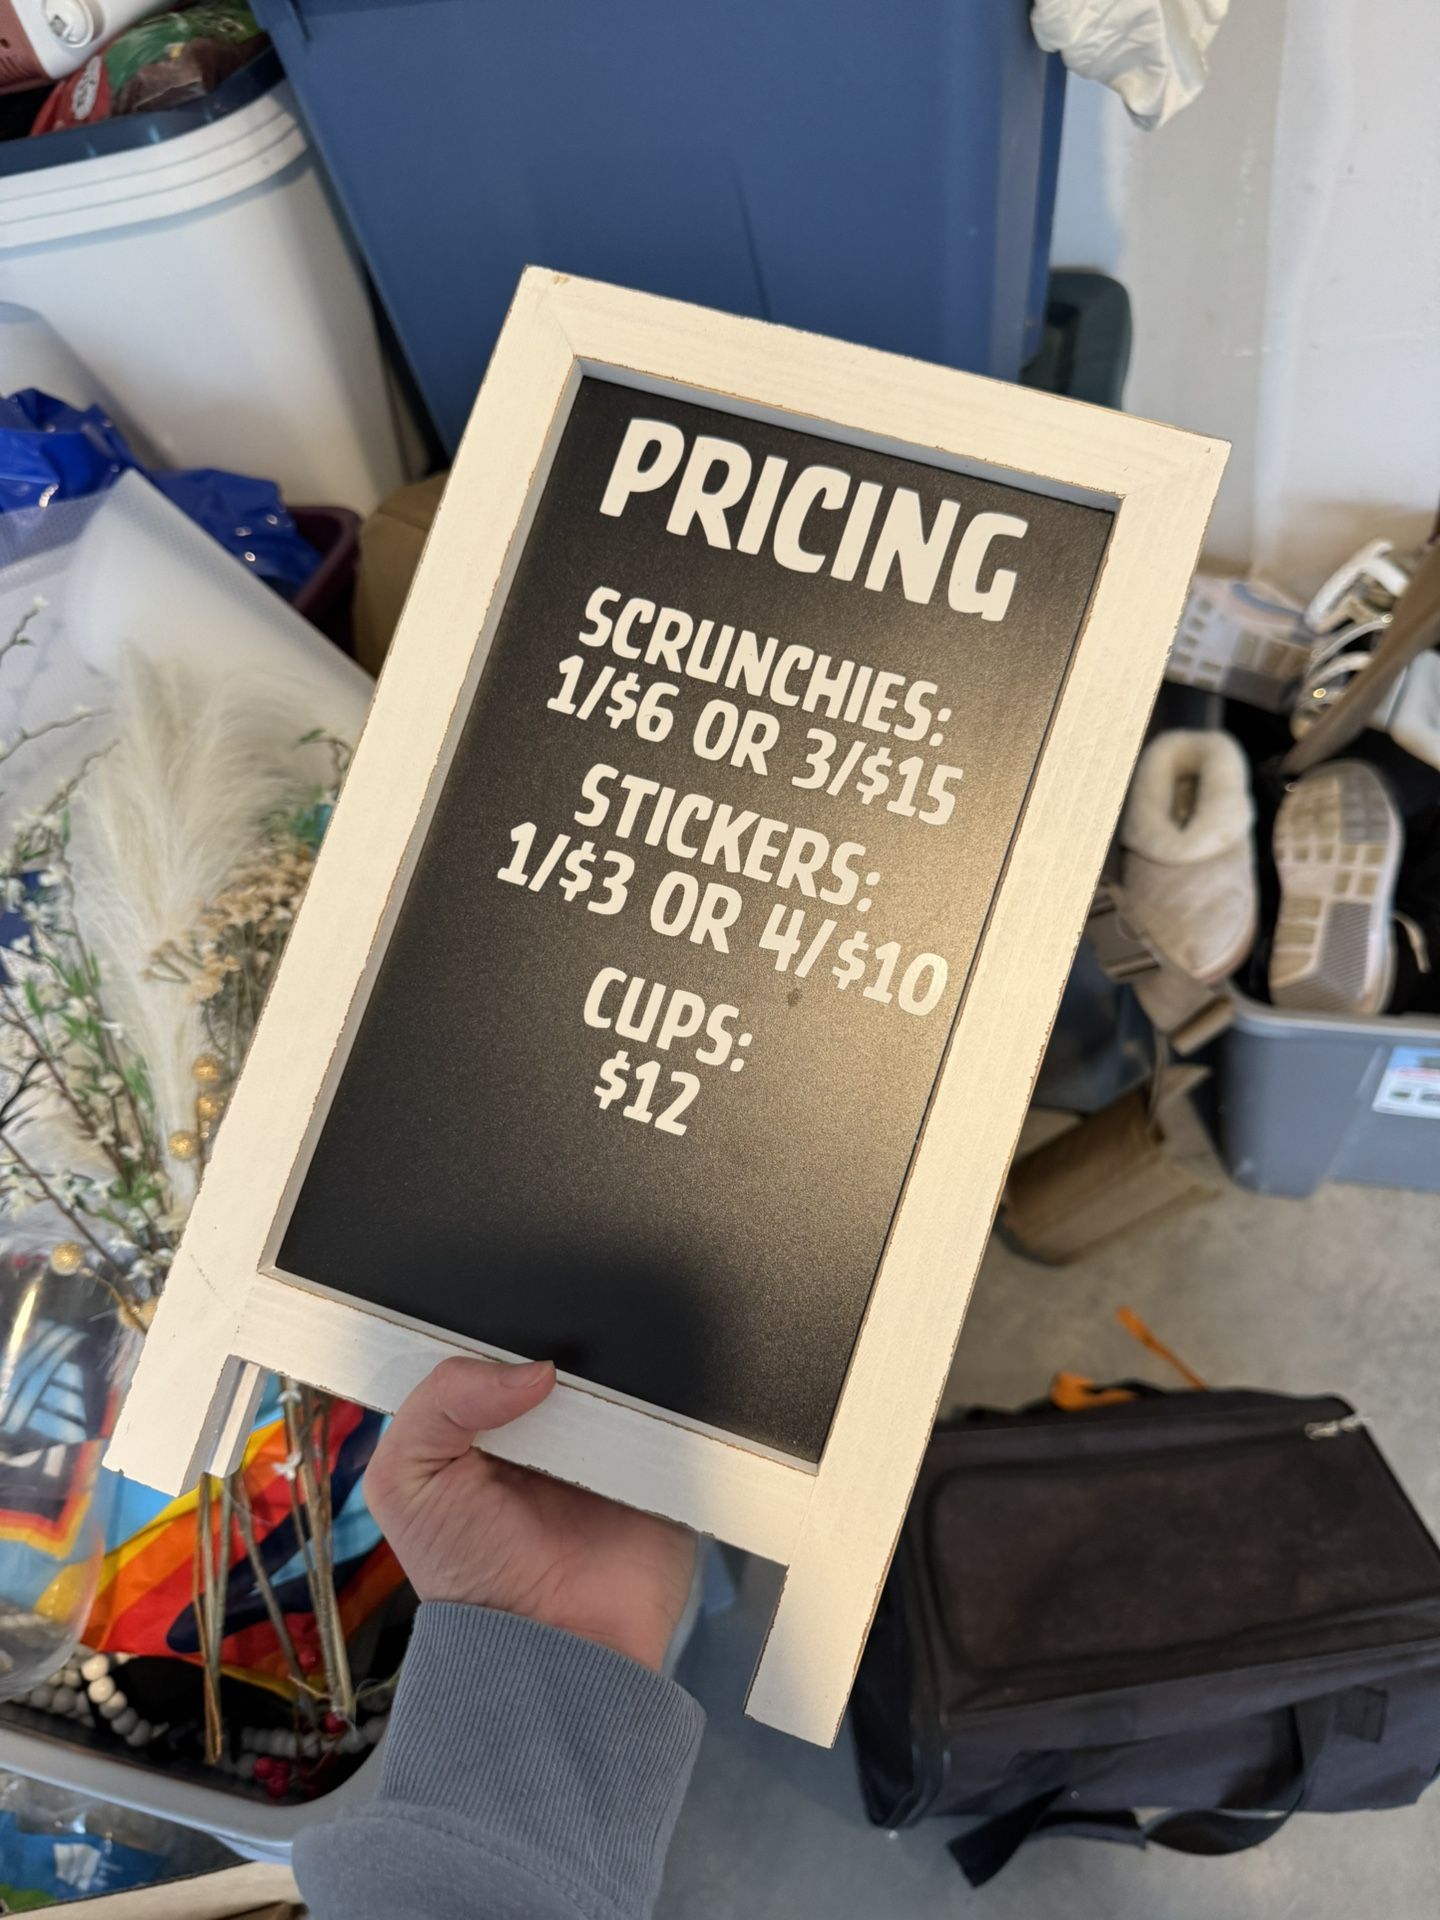 PRICING
SCRUNCHIES:
1/$6 OR 3/$15
STICKERS:
1/$3 OR 4/$10
CUPS:
$12